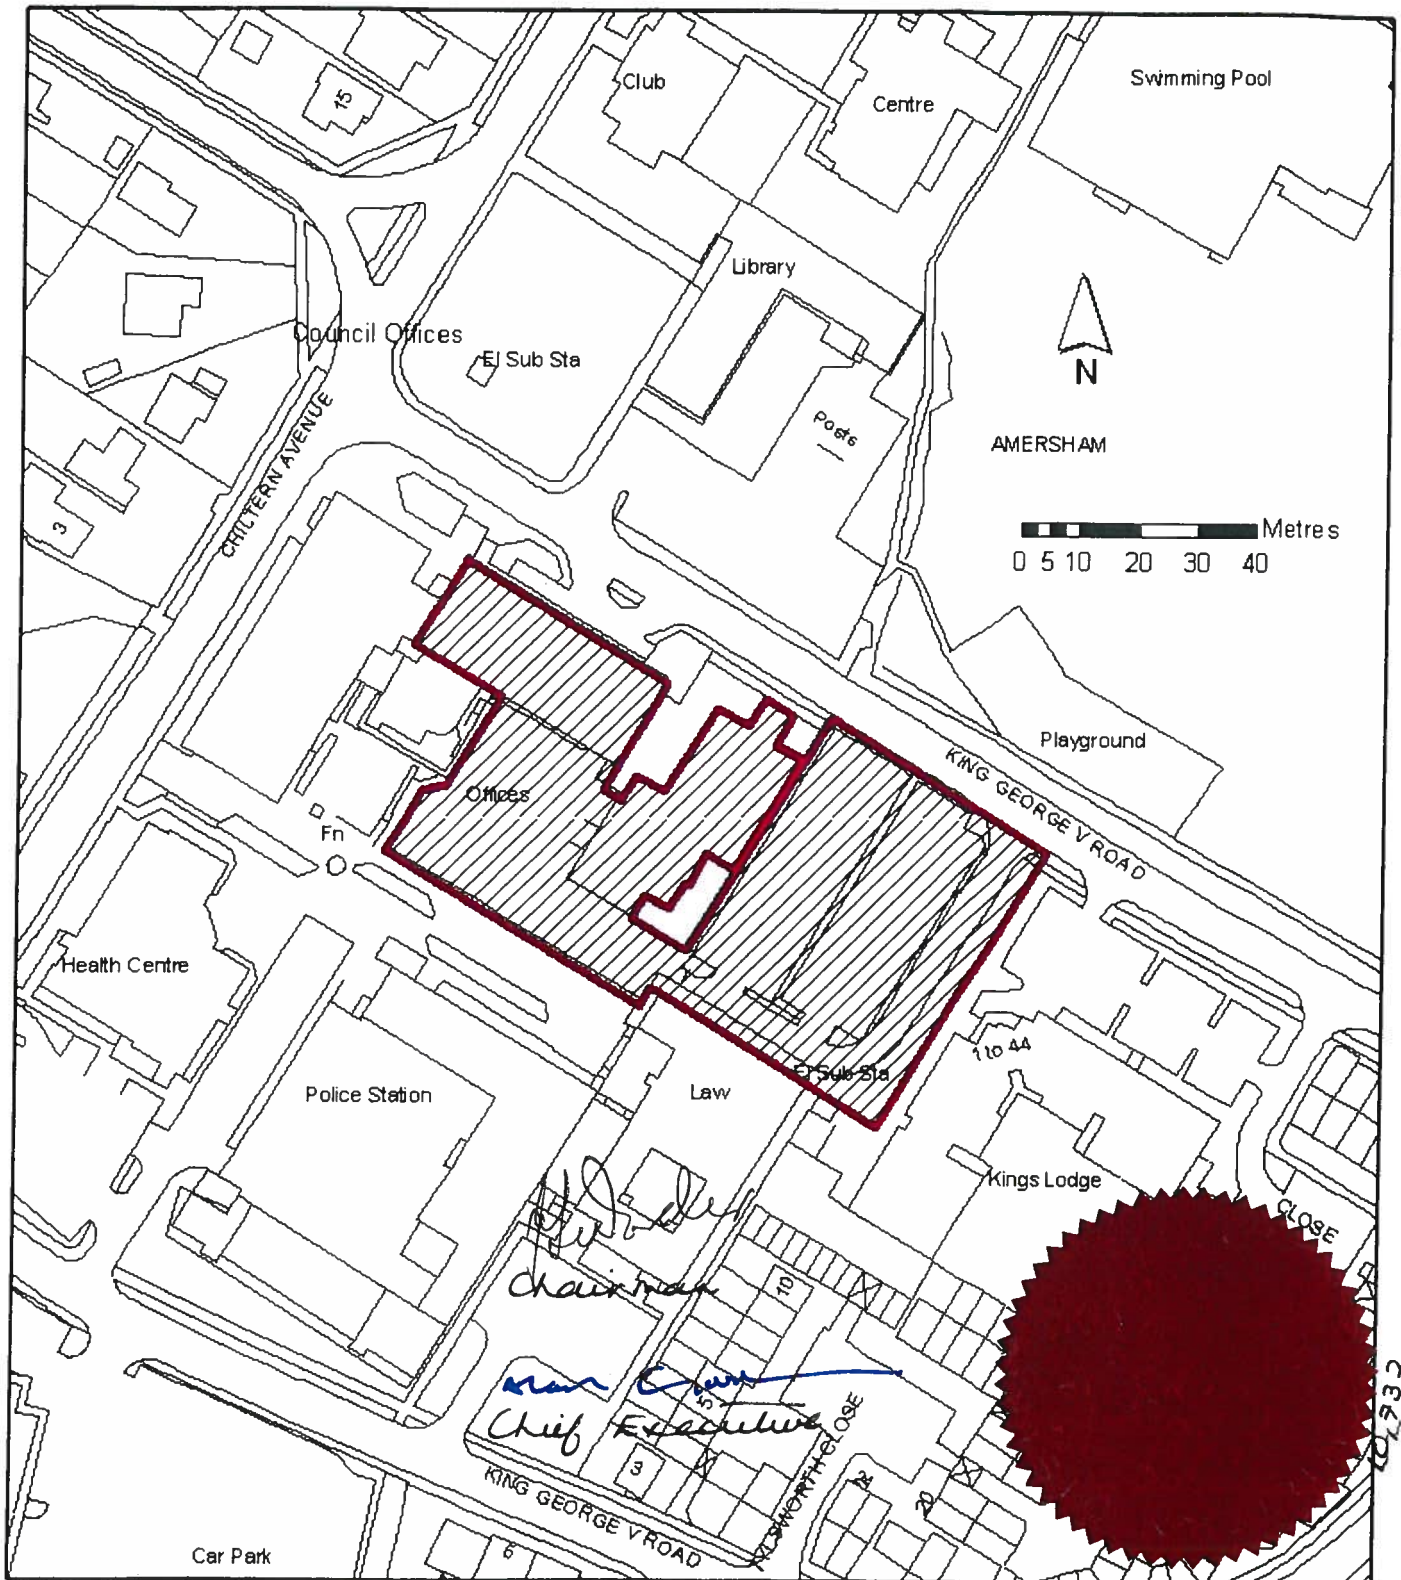 Club
Swimming Pool
Centre
15
Library
Council Offices
El Sub Sta
N
Posts
AMERSHAM
CHILTERN AVENUE
3
Metres
0 5 10 20 30 40
Playground
KING GEORGE V ROAD
Offices
Fn
Health Centre
1 to 44
El Sub Sta
Police Station
Law
Kings Lodge
CLOSE
Chairman
10
5
Chief Executive
3
24
20
KING GEORGE V ROAD
Car Park
6